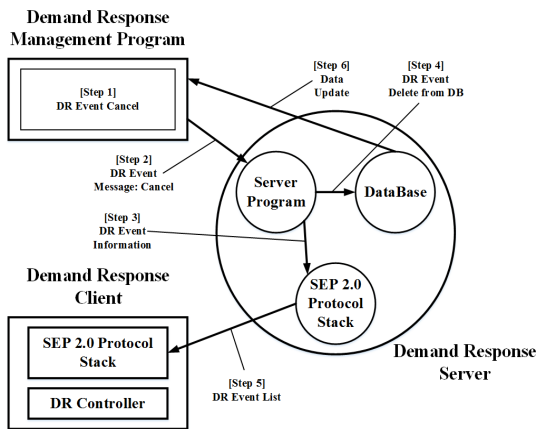 Demand Response
Management Program
[Step 1]
DR Event Cancel
[Step 6]
Data
Update
[Step 4]
DR Event
Delete from DB
[Step 2]
DR Event
Message: Cancel
Server
Program
DataBase
[Step 3]
DR Event
Information
SEP 2.0
Protocol
Stack
Demand Response
Client
SEP 2.0 Protocol
Stack
DR Controller
[Step 5]
DR Event List
Demand Response
Server